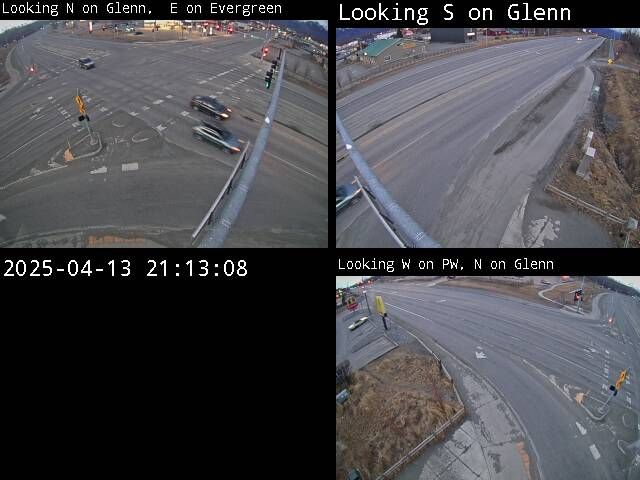 Looking N on Glenn,  E on Evergreen
Looking S on Glenn
2025-04-13 21:13:08
Looking W on PW, N on Glenn